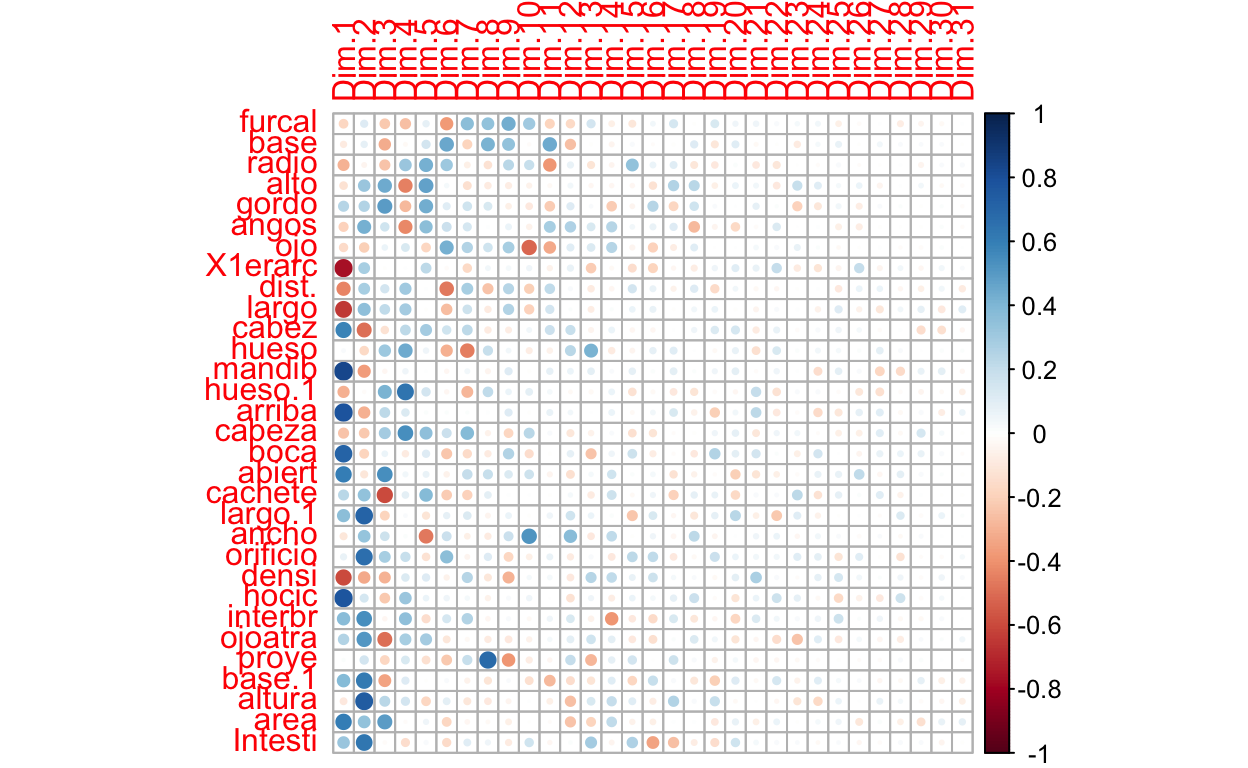 Dim.1
Dim.2
Dim.3
Dim.4
Dim.5
Dim.6
Dim.7
Dim.8
Dim.9
Dim.10
Dim.11
Dim.12
Dim.13
Dim.14
Dim.15
Dim.16
Dim.17
Dim.18
Dim.19
Dim.20
Dim.21
Dim.22
Dim.23
Dim.24
Dim.25
Dim.26
Dim.27
Dim.28
Dim.29
Dim.30
Dim.31
furcal
base
radio
alto
gordo
angos
ojo
X1erarc
dist.
largo
cabez
hueso
mandib
hueso.1
arriba
cabeza
boca
abiert
cachete
largo.1
ancho
orificio
densi
hocic
interbr
ojoatra
proye
base.1
altura
area
Intesti
1
0.8
0.6
0.4
0.2
0
-0.2
-0.4
-0.6
-0.8
-1